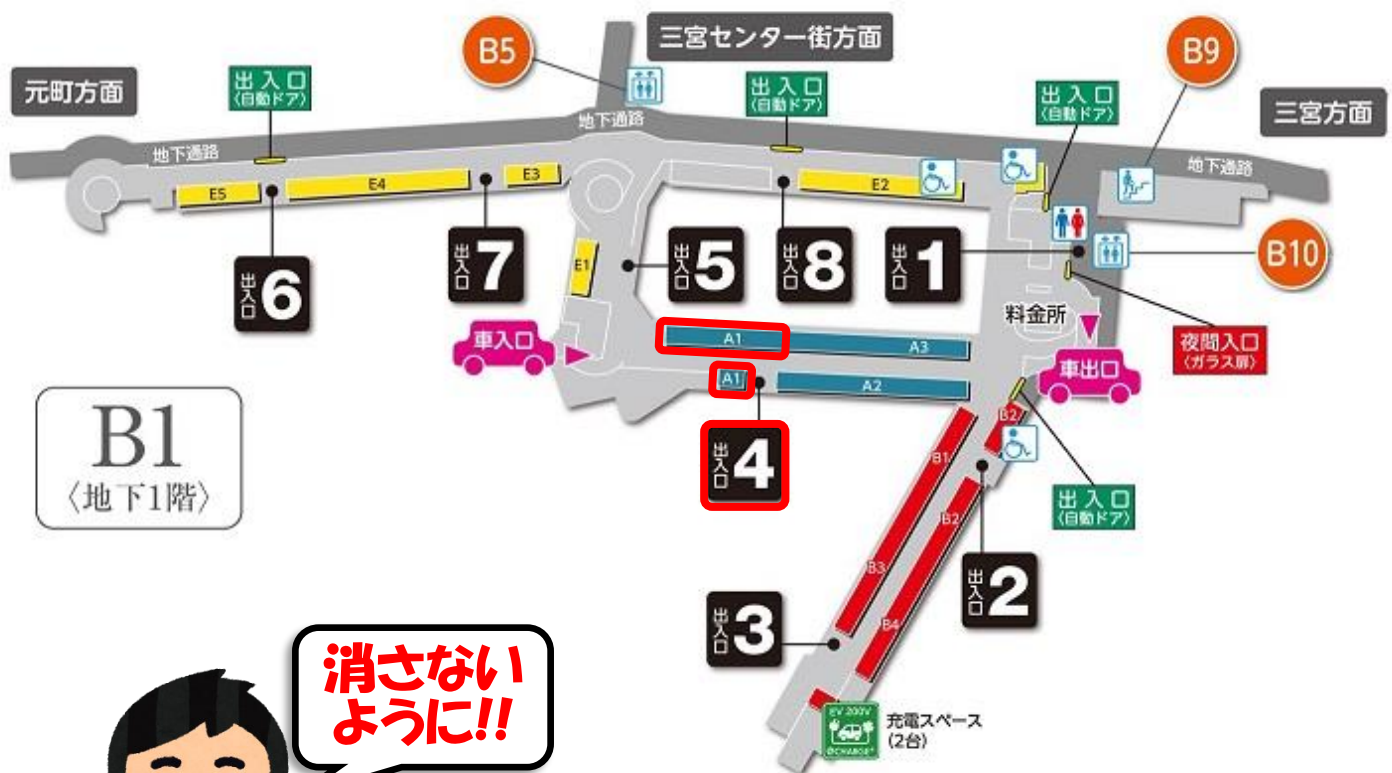 三宮センター街方面
B5
B9
元町方面
出入口
〈自動ドア〉
出入口
〈自動ドア〉
出入口
〈自動ドア〉
三宮方面
地下通路
地下通路
地下通路
E5
E4
E3
E2
出入口6
出入口7
出入口5
出入口8
出入口1
B10
E1
料金所
車入口
A1
A3
夜間入口
〈ガラス扉〉
車出口
A1
A2
B1
〈地下1階〉
出入口4
B2
B1
出入口
〈自動ドア〉
B2
B3
出入口2
出入口3
B4
消さない
ように!!
EV 200V
充電スペース
(2台)